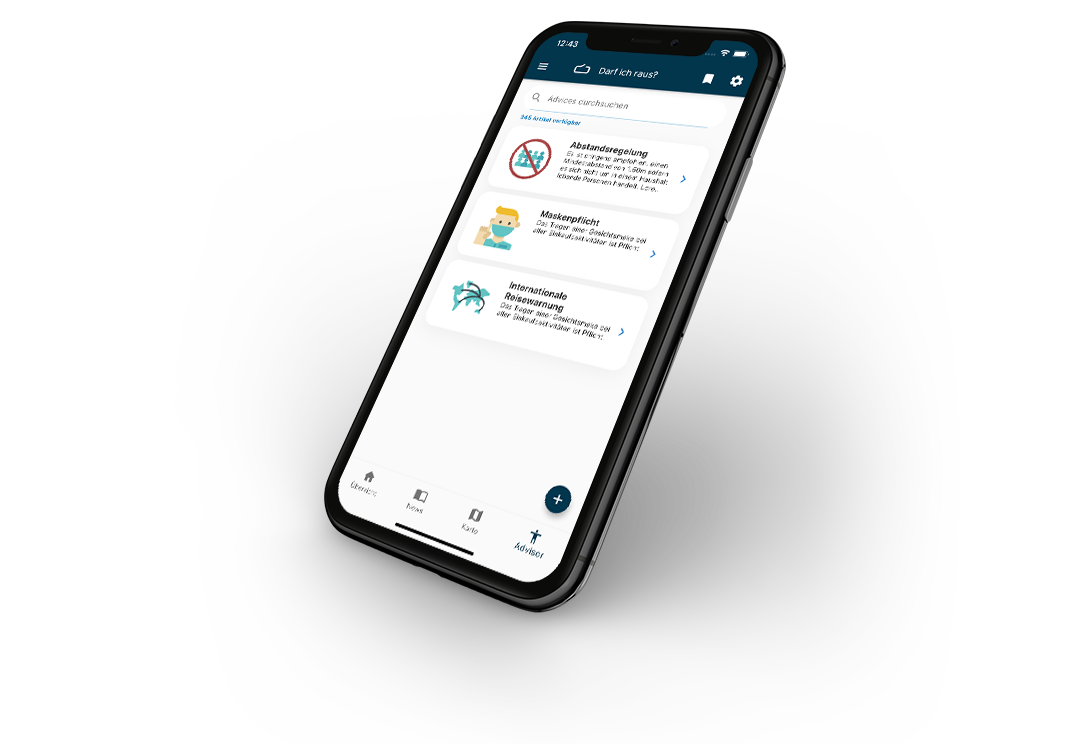 12:43
Darf ich raus?
Advices durchsuchen
345 Artikel verfügbar
Abstandsregelung
Es ist dringend empfohlen, einen
Mindestabstand von 1.50m sofern
es sich nicht um in einem Haushalt
lebende Personen handelt. Lore..
Maskenpflicht
Das Tragen einer Gesichtsmaske bei
aller Einkaufsaktivitäten ist Pflicht
Internationale
Reisewarnung
Das Tragen einer Gesichtsmaske bei
aller Einkaufsaktivitäten ist Pflicht
Übersicht
News
Karte
Advisor